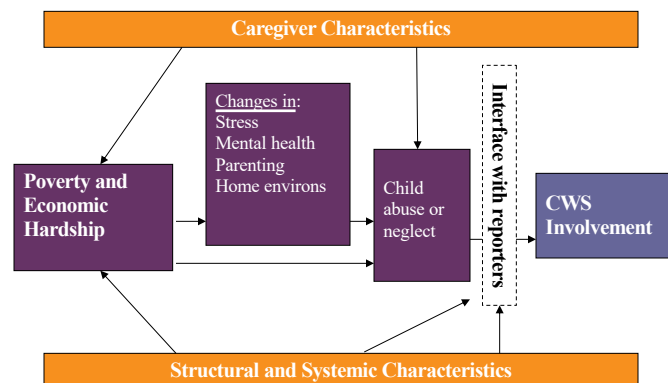 Caregiver Characteristics
Changes in:
Stress
Mental health
Parenting
Home environs
Poverty and
Economic
Hardship
Child
abuse or
neglect
Interface with reporters
CWS
Involvement
Structural and Systemic Characteristics